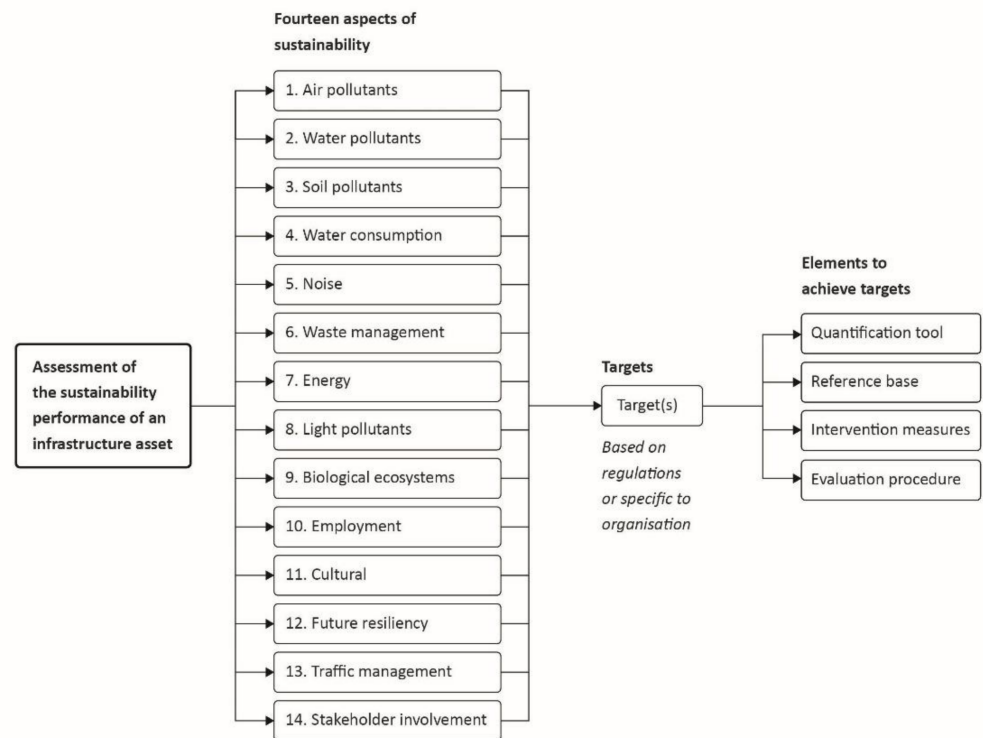 Fourteen aspects of
sustainability
1. Air pollutants
2. Water pollutants
3. Soil pollutants
4. Water consumption
5. Noise
6. Waste management
7. Energy
8. Light pollutants
9. Biological ecosystems
10. Employment
11. Cultural
12. Future resiliency
13. Traffic management
14. Stakeholder involvement
Assessment of
the sustainability
performance of an
infrastructure asset
Targets
Target(s)
Based on
regulations
or specific to
organisation
Elements to
achieve targets
Quantification tool
Reference base
Intervention measures
Evaluation procedure